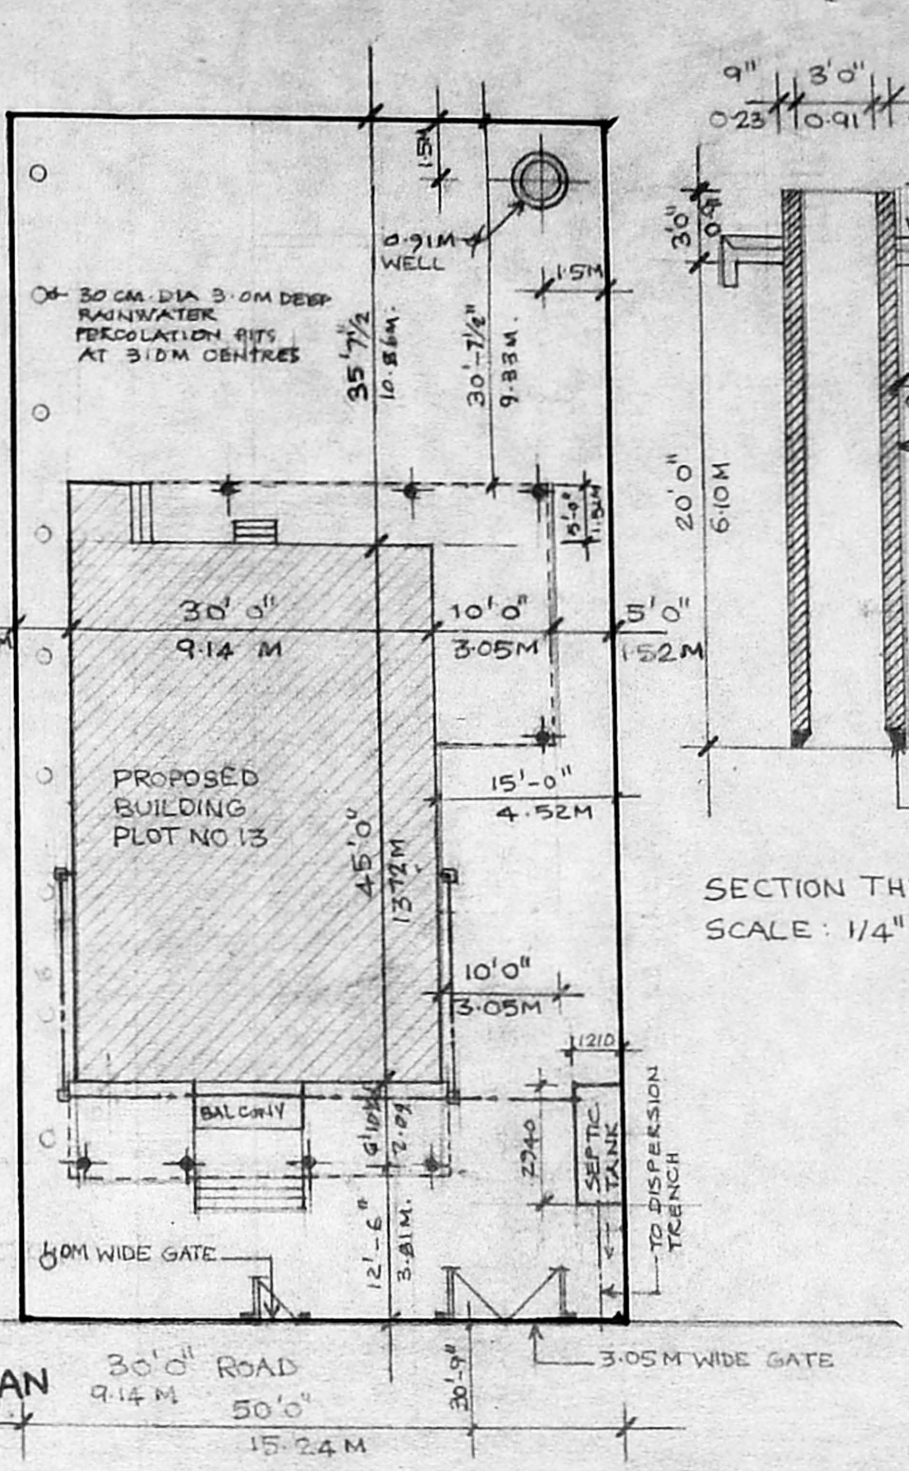 9"
3'0"
0.23
0.91
1.5M
0.91M
WELL
3'0"
0.91
1.5M
30 CM. DIA 3.0M DEEP
RAINWATER
PERCOLATION PITS
AT 3.0M CENTRES
35'7½"
10.86M.
30'-7½"
9.33M.
20'0"
6.10M
5'-0"
1.52M
30'0"
9.14 M
10'0"
3.05M
5'0"
1.52M
PROPOSED
BUILDING
PLOT NO 13
15'-0"
4.52M
45'0"
13.72M
SECTION TH
SCALE: 1/4"
10'0"
3.05M
1210
BALCONY
2.09
2940
SEPTIC
TANK
TO DISPERSION
TRENCH
12'-6"
3.81M.
WIDE GATE
3.05M WIDE GATE
AN
30'0" ROAD
9.14 M
30'-9"
50'0"
15.24 M